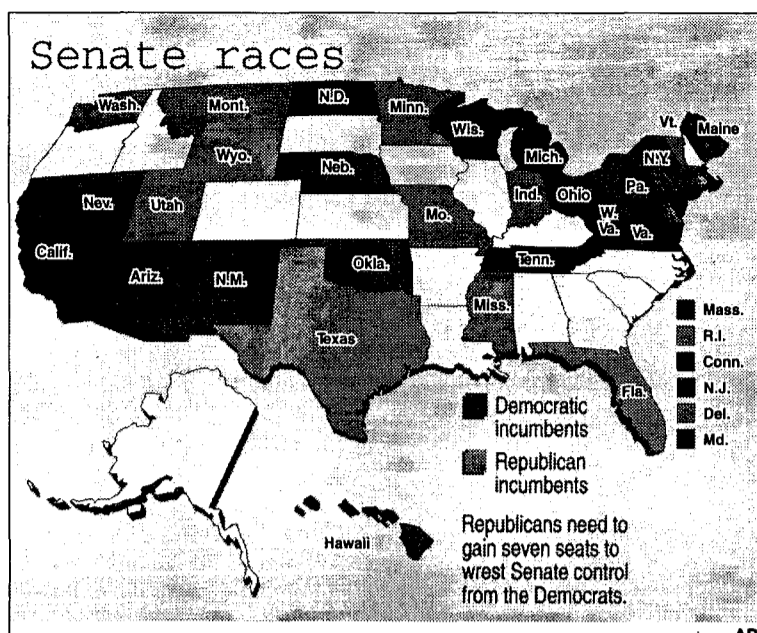 Senate races
Wash.
Mont.
N.D.
Minn.
Wis.
Mich.
Vt.
Maine
N.Y.
Wyo.
Neb.
Ind.
Ohio
Pa.
Nev.
Utah
Mo.
W.
Va.
Va.
Calif.
Ariz.
N.M.
Okla.
Tenn.
Miss.
Texas
Fla.
Mass.
R.I.
Conn.
N.J.
Del.
Md.
Democratic
incumbents
Republican
incumbents
Hawaii
Republicans need to
gain seven seats to
wrest Senate control
from the Democrats.
AP